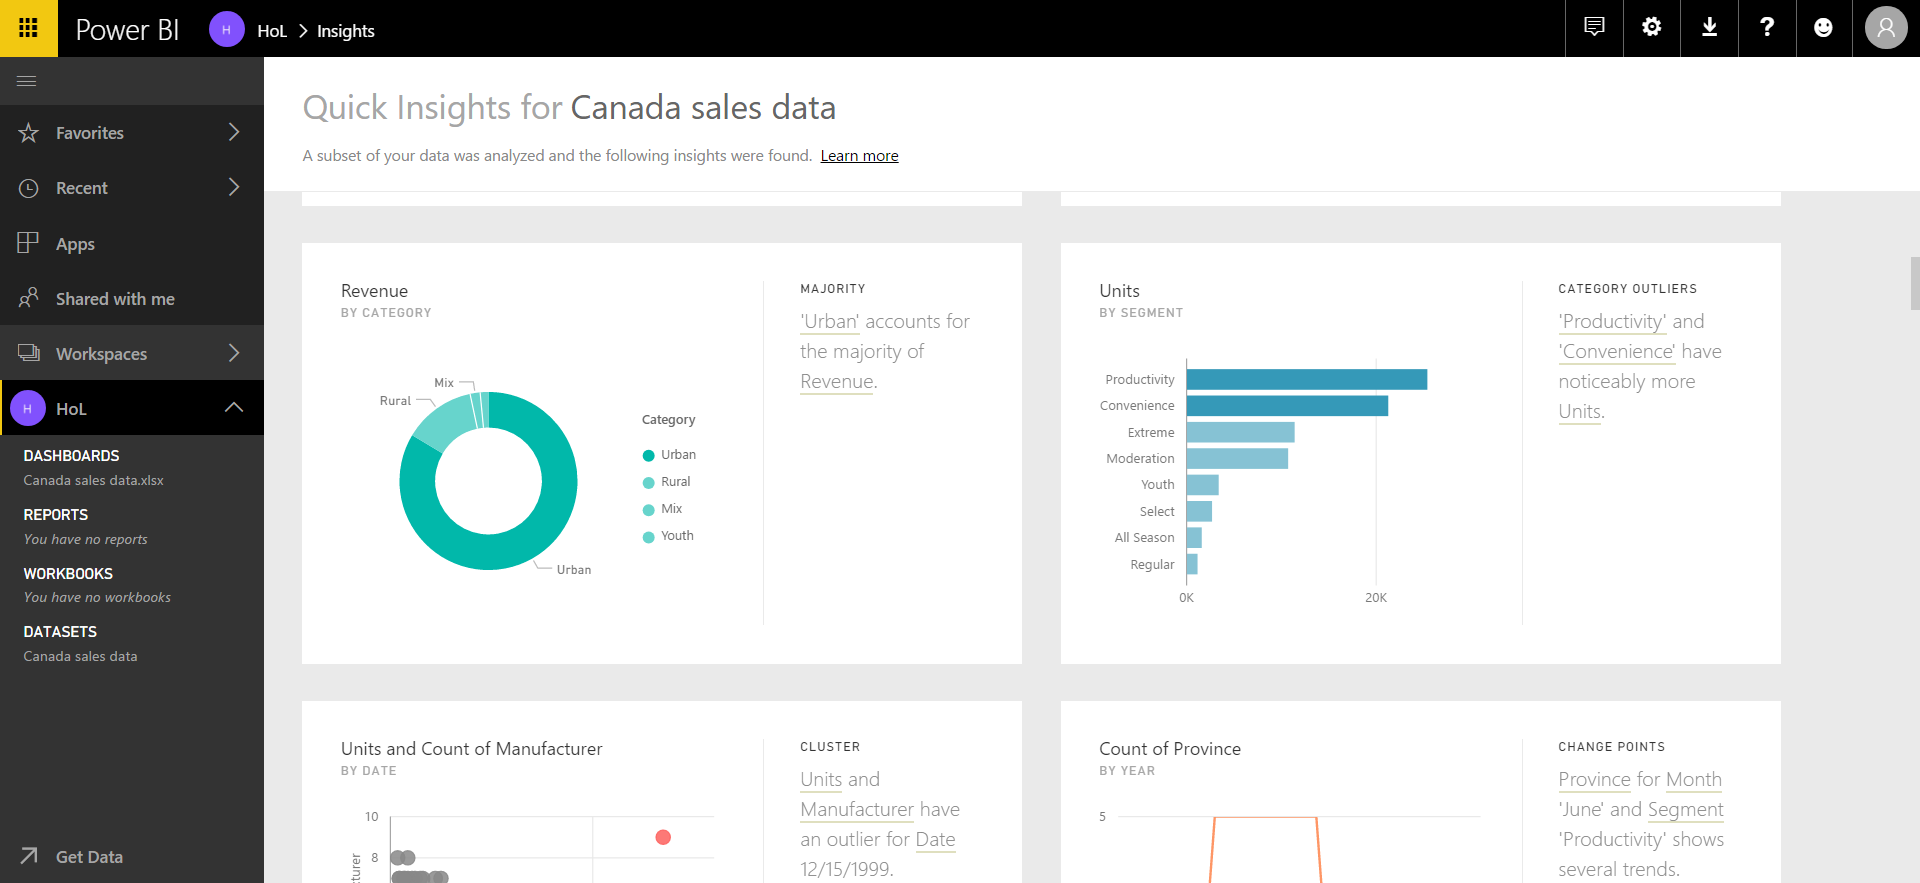 Power BI
H
HoL
Insights
Favorites
Recent
Apps
Shared with me
Workspaces
H
HoL
DASHBOARDS
Canada sales data.xlsx
REPORTS
You have no reports
WORKBOOKS
You have no workbooks
DATASETS
Canada sales data
Get Data
Quick Insights for Canada sales data
A subset of your data was analyzed and the following insights were found. Learn more
Revenue
BY CATEGORY
Mix
Rural
Urban
Category
Urban
Rural
Mix
Youth
MAJORITY
'Urban' accounts for
the majority of
Revenue.
Units
BY SEGMENT
Productivity
Convenience
Extreme
Moderation
Youth
Select
All Season
Regular
0K
20K
CATEGORY OUTLIERS
'Productivity' and
'Convenience' have
noticeably more
Units.
Units and Count of Manufacturer
BY DATE
10
8
turer
CLUSTER
Units and
Manufacturer have
an outlier for Date
12/15/1999.
Count of Province
BY YEAR
5
CHANGE POINTS
Province for Month
'June' and Segment
'Productivity' shows
several trends.